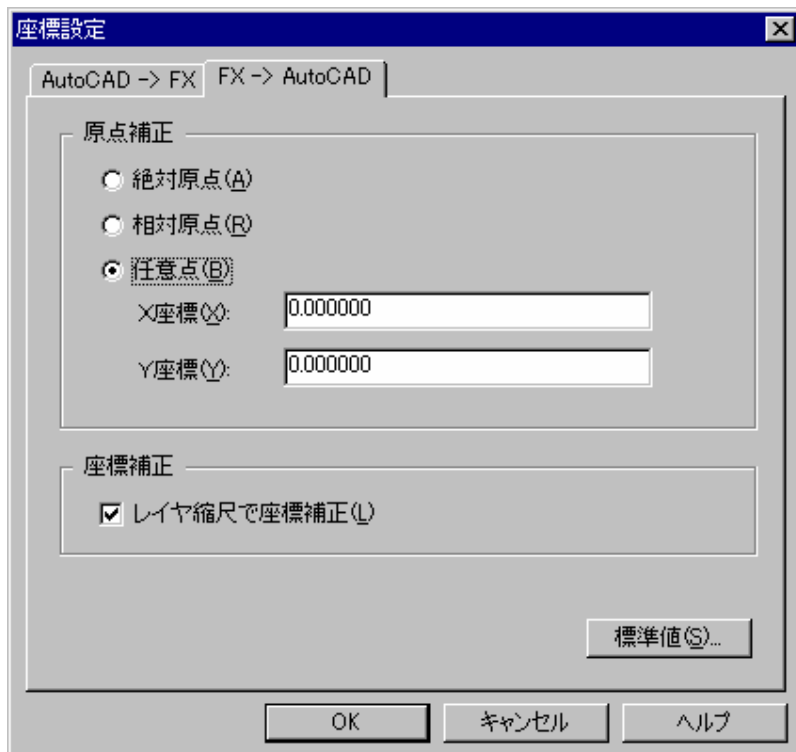 座標設定
AutoCAD -> FX FX -> AutoCAD
原点補正
絶対原点(A)
相対原点(R)
任意点(B)
X座標(X): 0.000000
Y座標(Y): 0.000000
座標補正
レイヤ縮尺で座標補正(L)
標準値(S)...
OK キャンセル ヘルプ